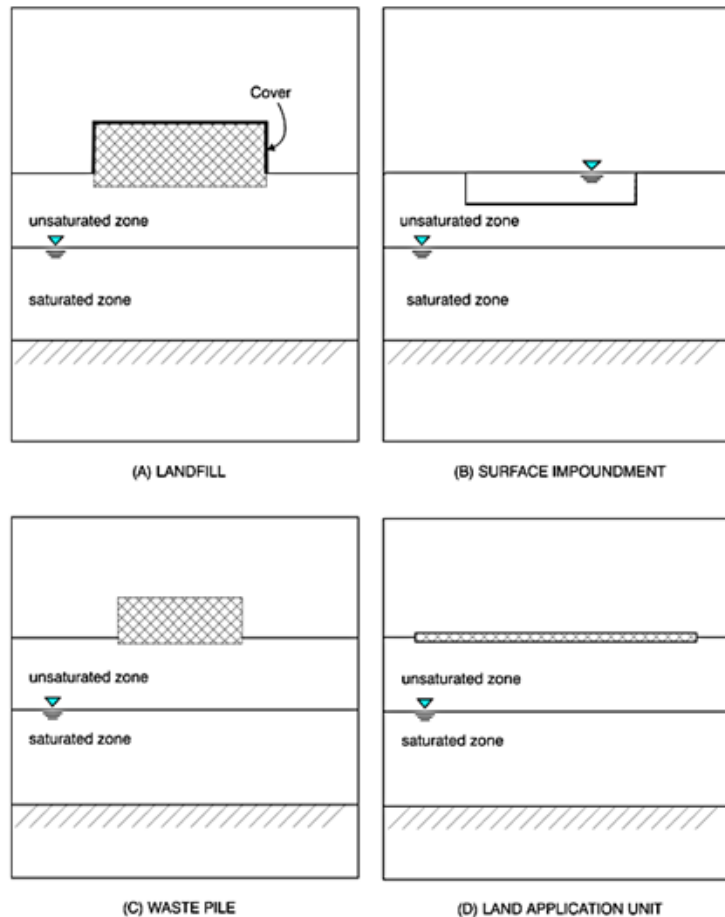 Cover
unsaturated zone
saturated zone
(A) LANDFILL
unsaturated zone
saturated zone
(B) SURFACE IMPOUNDMENT
unsaturated zone
saturated zone
(C) WASTE PILE
unsaturated zone
saturated zone
(D) LAND APPLICATION UNIT